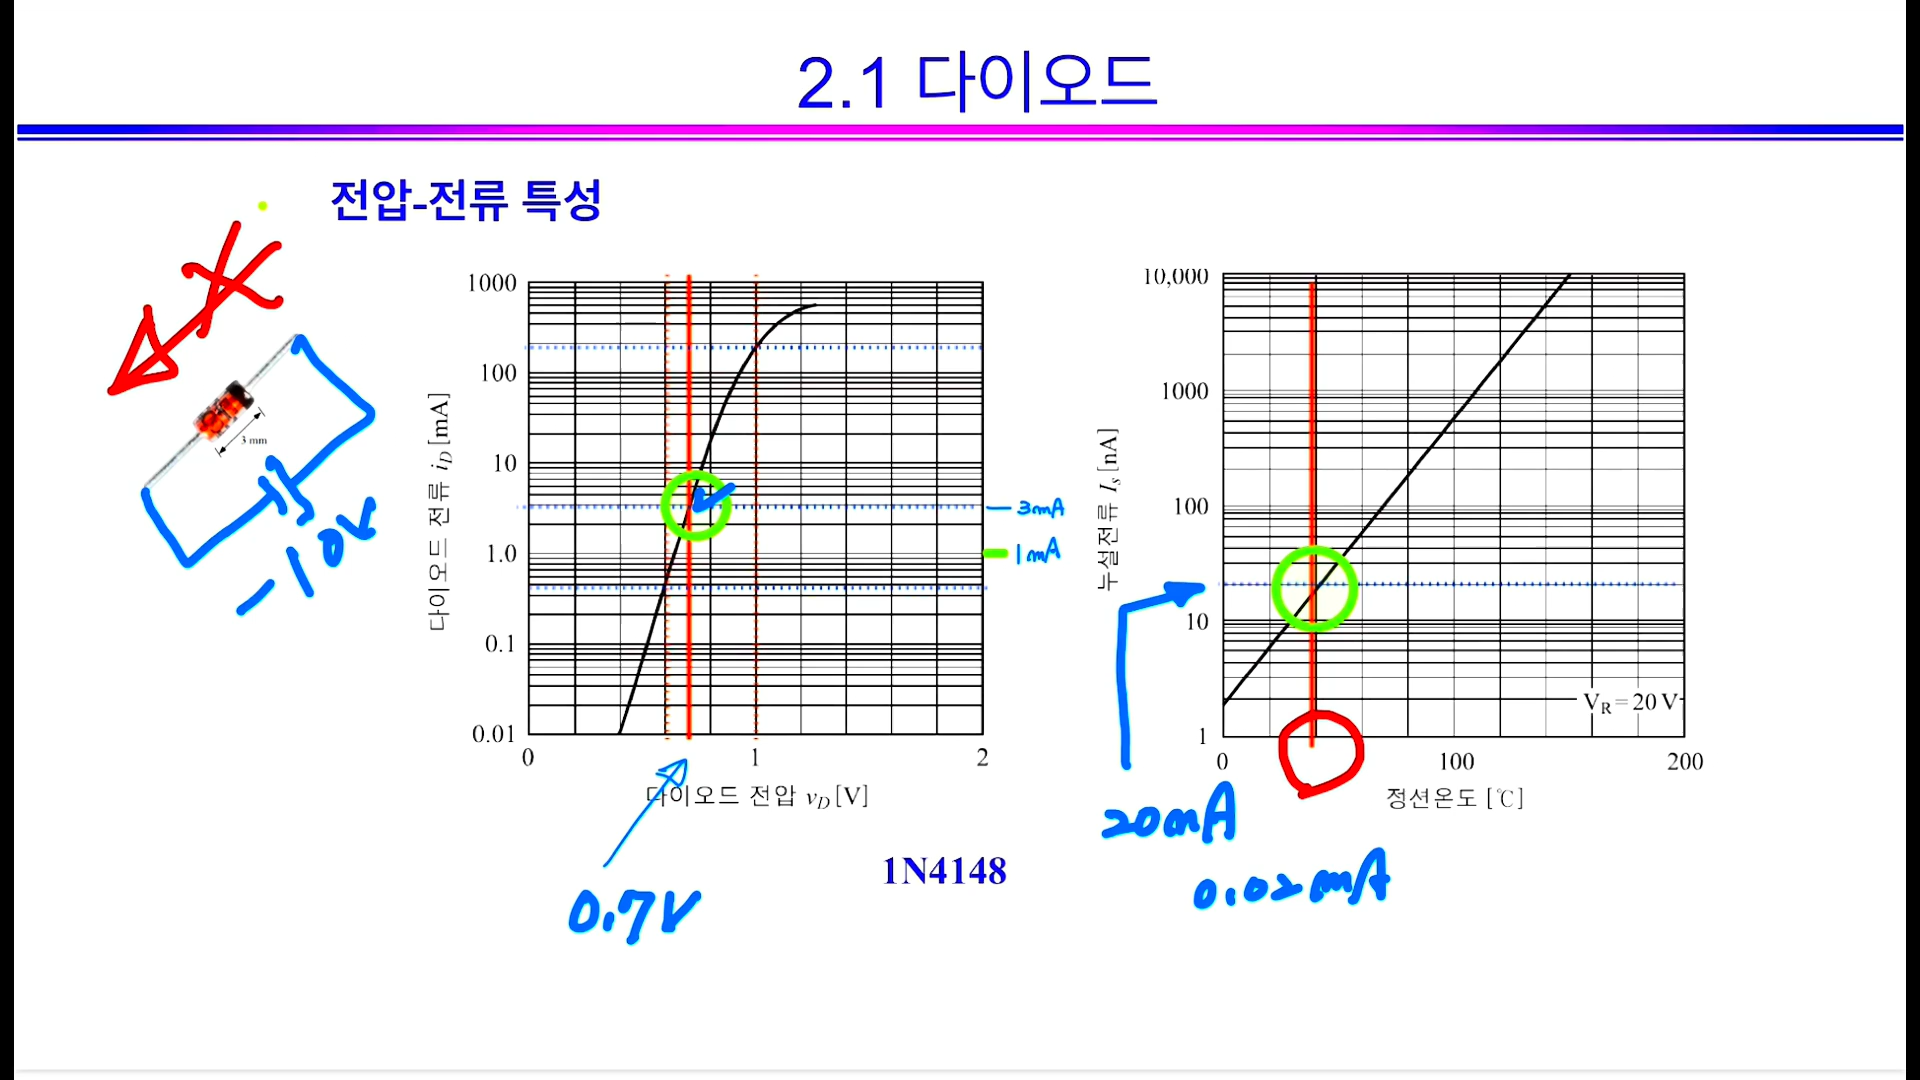 2.1 다이오드
전압-전류 특성
3 mm
-10V
1000
100
10
1.0
0.1
0.01
다이오드 전류 iD [mA]
0
1
2
다이오드 전압 vD [V]
3mA
1mA
0.7V
1N4148
10,000
1000
100
10
1
누설전류 Is [nA]
VR = 20 V
0
100
200
정션온도 [℃]
20mA
0.02mA